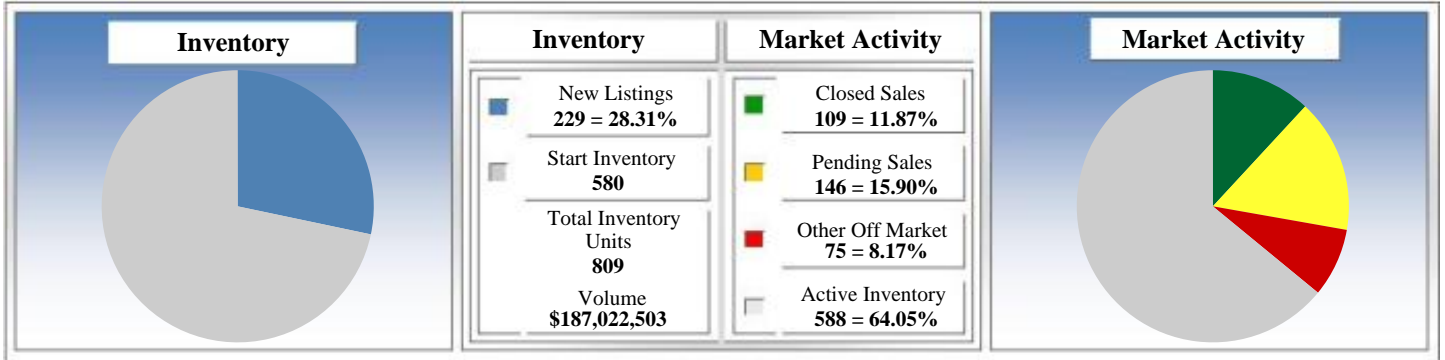 Inventory
Inventory
Market Activity
Market Activity
New Listings
229 = 28.31%
Start Inventory
580
Total Inventory
Units
809
Volume
$187,022,503
Closed Sales
109 = 11.87%
Pending Sales
146 = 15.90%
Other Off Market
75 = 8.17%
Active Inventory
588 = 64.05%